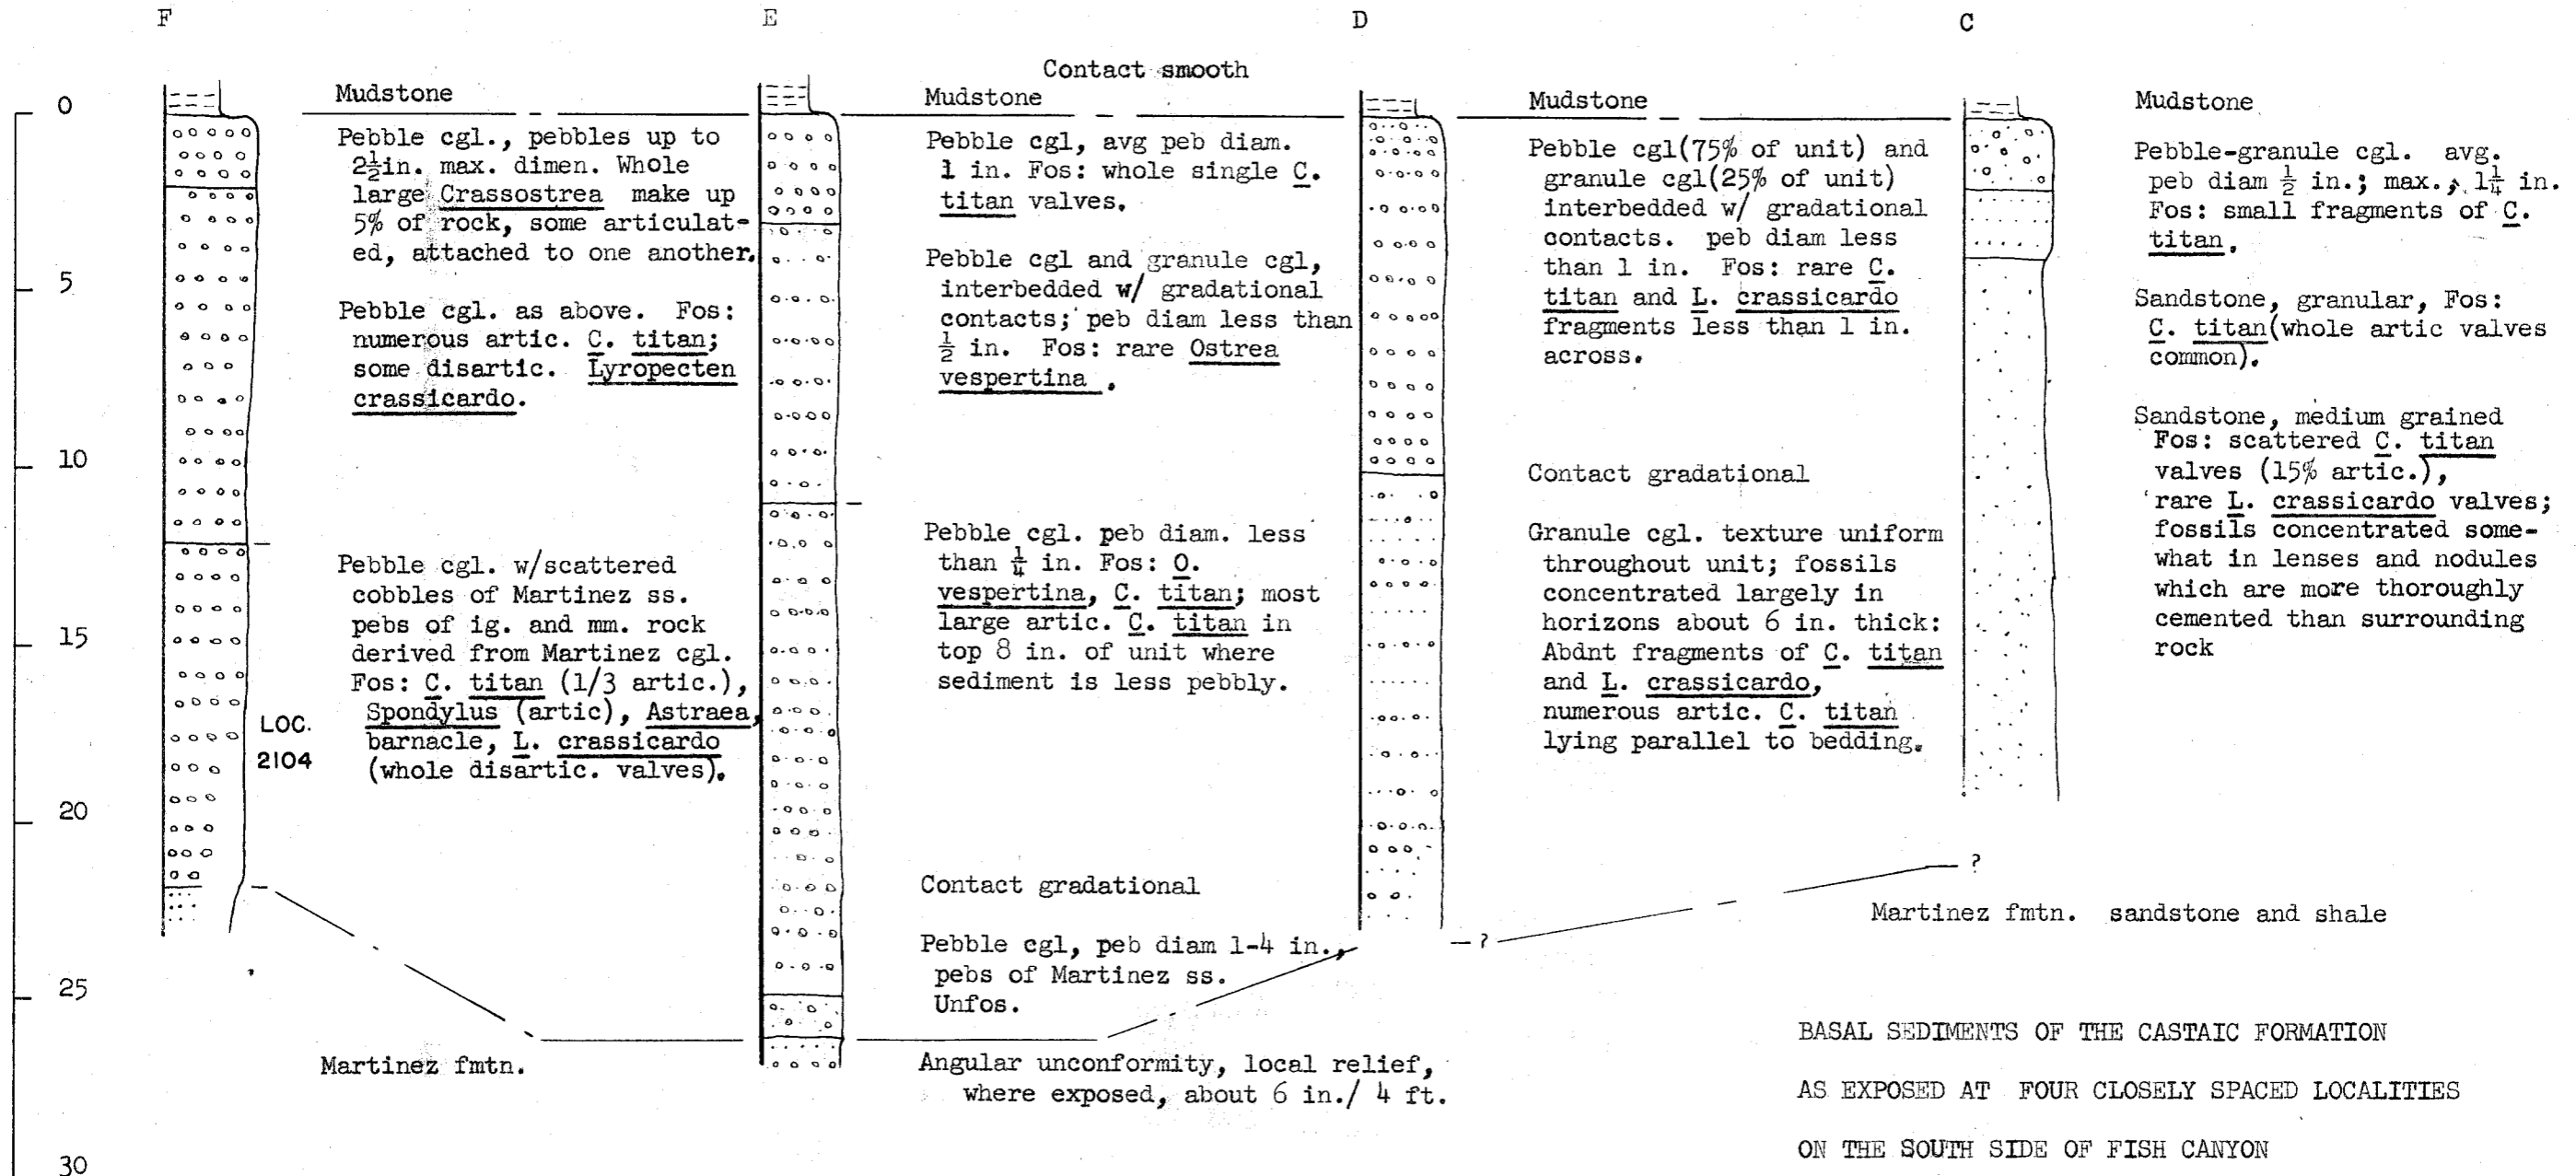 F
E
D
C
Contact smooth
0
5
10
15
20
25
30
Mudstone
Pebble cgl., pebbles up to
2½in. max. dimen. Whole
large Crassostrea make up
5% of rock, some articulat-
ed, attached to one another.
Pebble cgl. as above. Fos:
numerous artic. C. titan;
some disartic. Lyropecten
crassicardo.
Pebble cgl. w/scattered
cobbles of Martinez ss.
pebs of ig. and mm. rock
derived from Martinez cgl.
Fos: C. titan (1/3 artic.),
Spondylus (artic), Astraea,
barnacle, L. crassicardo
(whole disartic. valves).
LOC.
2104
Martinez fmtn.
Mudstone
Pebble cgl, avg peb diam.
1 in. Fos: whole single C.
titan valves.
Pebble cgl and granule cgl,
interbedded w/ gradational
contacts; peb diam less than
½ in. Fos: rare Ostrea
vespertina .
Pebble cgl. peb diam. less
than ¼ in. Fos: O.
vespertina, C. titan; most
large artic. C. titan in
top 8 in. of unit where
sediment is less pebbly.
Contact gradational
Pebble cgl, peb diam 1-4 in.,
pebs of Martinez ss.
Unfos.
Angular unconformity, local relief,
where exposed, about 6 in./ 4 ft.
Mudstone
Pebble cgl(75% of unit) and
granule cgl(25% of unit)
interbedded w/ gradational
contacts. peb diam less
than 1 in. Fos: rare C.
titan and L. crassicardo
fragments less than 1 in.
across.
Contact gradational
Granule cgl. texture uniform
throughout unit; fossils
concentrated largely in
horizons about 6 in. thick:
Abdnt fragments of C. titan
and L. crassicardo,
numerous artic. C. titan
lying parallel to bedding.
?
?
Mudstone
Pebble-granule cgl. avg.
peb diam ½ in.; max., 1¼ in.
Fos: small fragments of C.
titan.
Sandstone, granular, Fos:
C. titan(whole artic valves
common).
Sandstone, medium grained
Fos: scattered C. titan
valves (15% artic.),
rare L. crassicardo valves;
fossils concentrated some-
what in lenses and nodules
which are more thoroughly
cemented than surrounding
rock
Martinez fmtn. sandstone and shale
BASAL SEDIMENTS OF THE CASTAIC FORMATION
AS EXPOSED AT FOUR CLOSELY SPACED LOCALITIES
ON THE SOUTH SIDE OF FISH CANYON